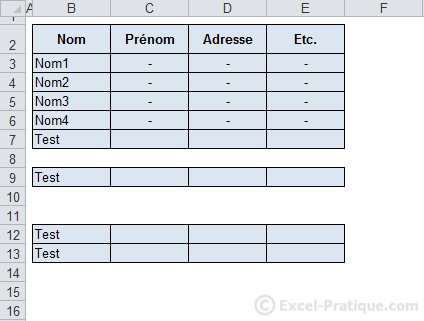 A B C D E F
1
2 Nom Prénom Adresse Etc.
3 Nom1 - - -
4 Nom2 - - -
5 Nom3 - - -
6 Nom4 - - -
7 Test
8
9 Test
10
11
12 Test
13 Test
14
15
16
© Excel-Pratique.com